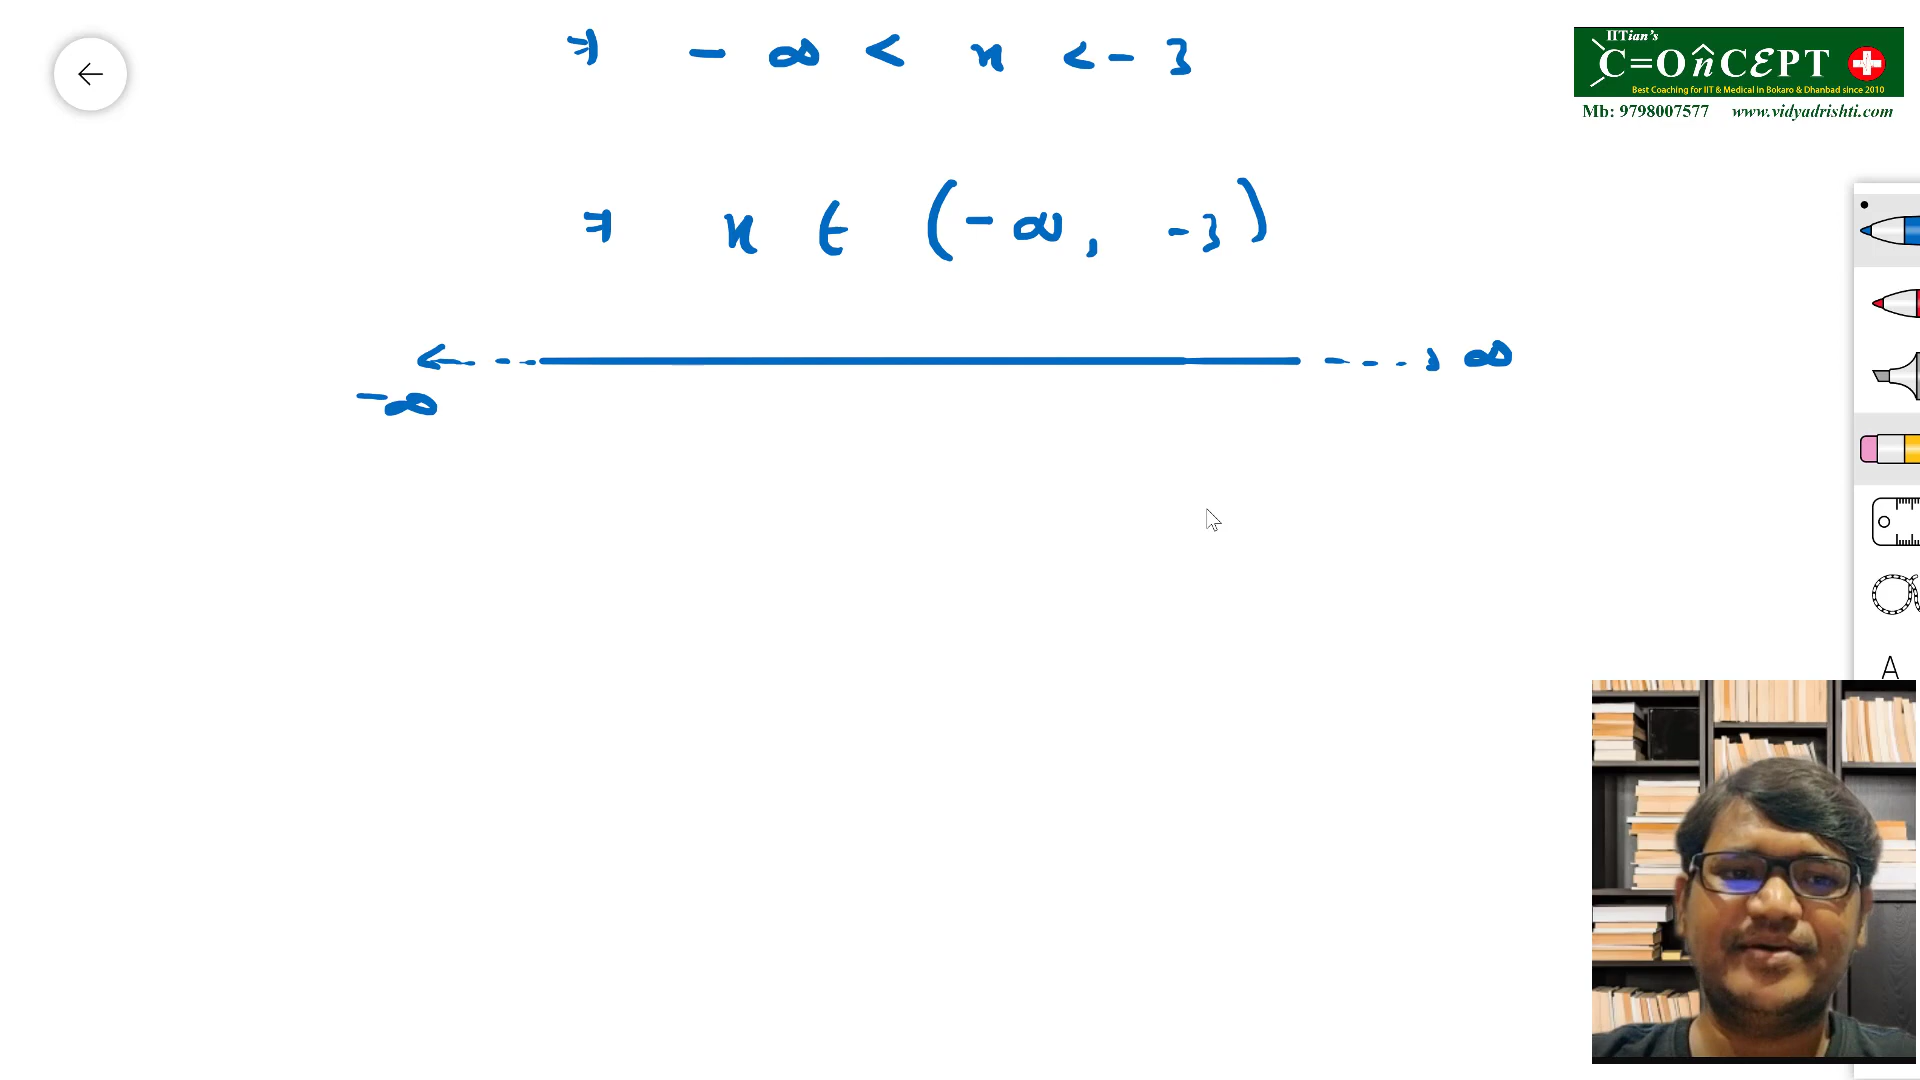 ⇒ - ∞ < x < - 3
IITian's
C=OnCEPT
Best Coaching for IIT & Medical in Bokaro & Dhanbad since 2010
Mb: 9798007577 www.vidyadrishti.com
⇒ x ∈ (-∞, -3)
∞
-∞
A